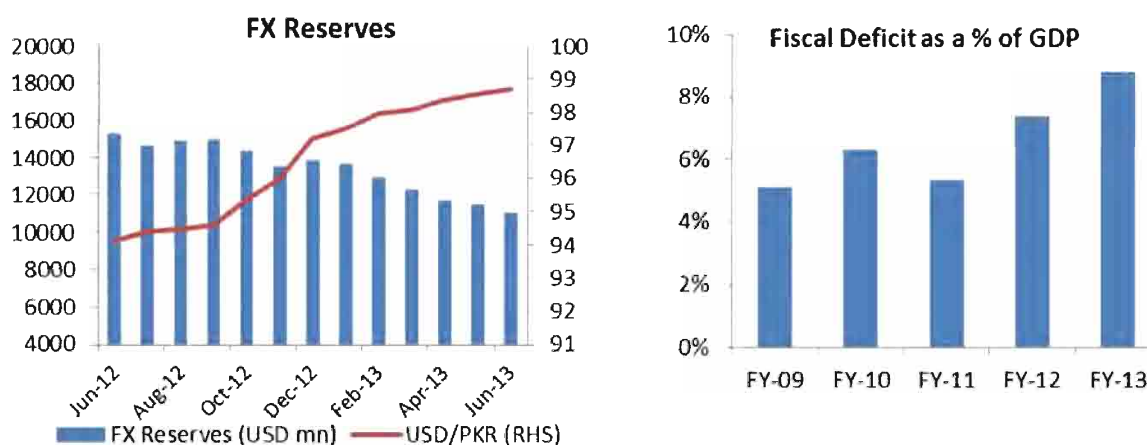 FX Reserves
20000
18000
16000
14000
12000
10000
8000
6000
4000
100
99
98
97
96
95
94
93
92
91
Jun-12
Aug-12
Oct-12
Dec-12
Feb-13
Apr-13
Jun-13
FX Reserves (USD mn)
USD/PKR (RHS)
Fiscal Deficit as a % of GDP
10%
8%
6%
4%
2%
0%
FY-09
FY-10
FY-11
FY-12
FY-13